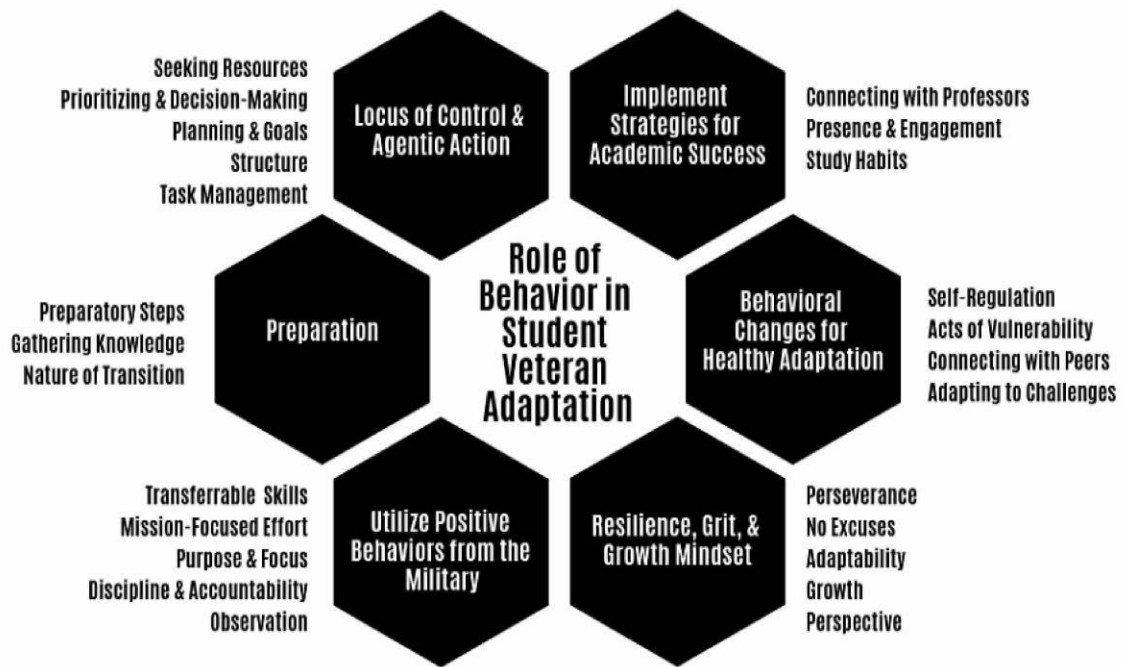 Seeking Resources
Prioritizing & Decision-Making
Planning & Goals
Structure
Task Management
Locus of Control &
Agentic Action
Implement
Strategies for
Academic Success
Connecting with Professors
Presence & Engagement
Study Habits
Preparatory Steps
Gathering Knowledge
Nature of Transition
Preparation
Role of
Behavior in
Student
Veteran
Adaptation
Behavioral
Changes for
Healthy Adaptation
Self-Regulation
Acts of Vulnerability
Connecting with Peers
Adapting to Challenges
Transferrable Skills
Mission-Focused Effort
Purpose & Focus
Discipline & Accountability
Observation
Utilize Positive
Behaviors from the
Military
Resilience, Grit, &
Growth Mindset
Perseverance
No Excuses
Adaptability
Growth
Perspective